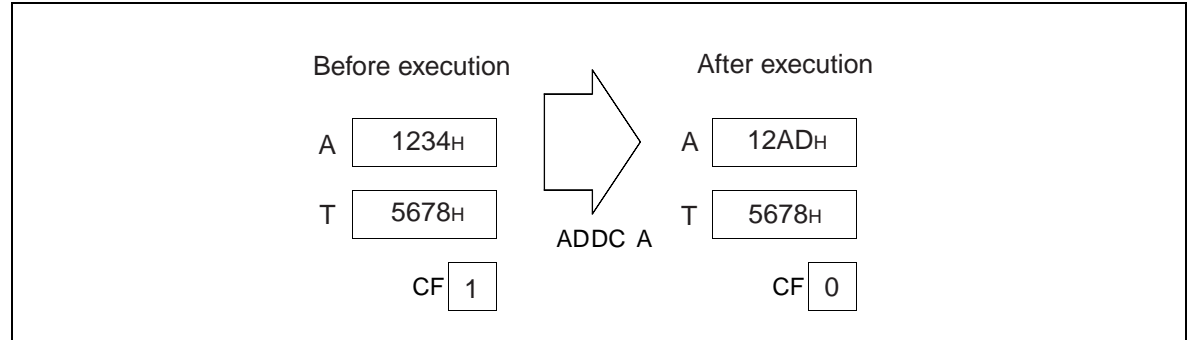 Before execution
After execution
A 1234H
A 12ADH
T 5678H
T 5678H
ADDC A
CF 1
CF 0